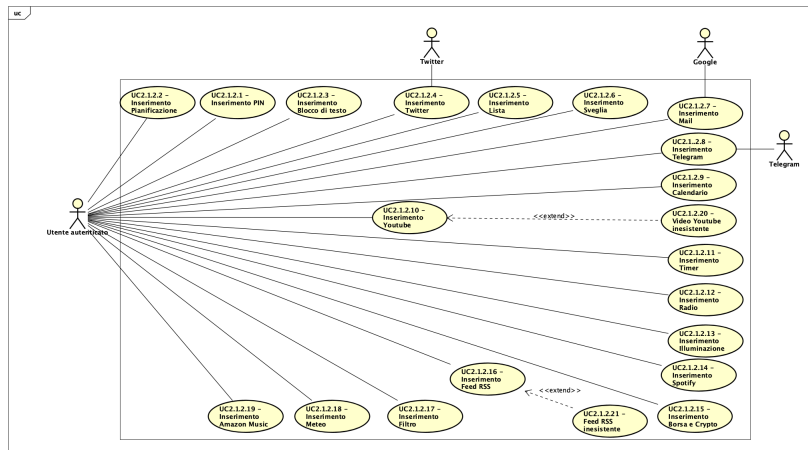 uc
Twitter
Google
UC2.1.2.2 –
Inserimento
Pianificazione
UC2.1.2.1 –
Inserimento PIN
UC2.1.2.3 –
Inserimento
Blocco di testo
UC2.1.2.4 –
Inserimento
Twitter
UC2.1.2.5 –
Inserimento
Lista
UC2.1.2.6 –
Inserimento
Sveglia
UC2.1.2.7 –
Inserimento
Mail
UC2.1..2.8 –
Inserimento
Telegram
Telegram
UC2.1.2.9 –
Inserimento
Calendario
Utente autenticato
UC2.1.2.10 –
Inserimento
Youtube
<<extend>>
UC2.1.2.20 –
Video Youtube
inesistente
UC2.1.2.11 –
Inserimento
Timer
UC2.1.2.12 –
Inserimento
Radio
UC2.1.2.13 –
Inserimento
Illuminazione
UC2.1.2.14 –
Inserimento
Spotify
UC2.1.2.16 –
Inserimento
Feed RSS
<<extend>>
UC2.1.2.19 –
Inserimento
Amazon Music
UC2.1.2.18 –
Inserimento
Meteo
UC2.1.2.17 –
Inserimento
Filtro
UC2.1.2.21 –
Feed RSS
inesistente
UC2.1.2.15 –
Inserimento
Borsa e Crypto